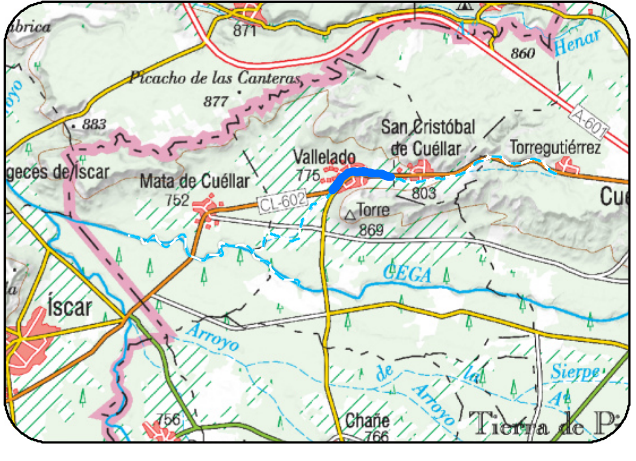 871
860
Henar
Picacho de las Canteras
877
883
A-601
San Cristóbal
de Cuéllar
Torregutiérrez
Vallelado
775
geces de Íscar
Mata de Cuéllar
752
CL-602
803
Torre
869
CEGA
Íscar
Arroyo
de
la
Sierpe
Arroyo
756
Chañe
766
Tierra de Pi